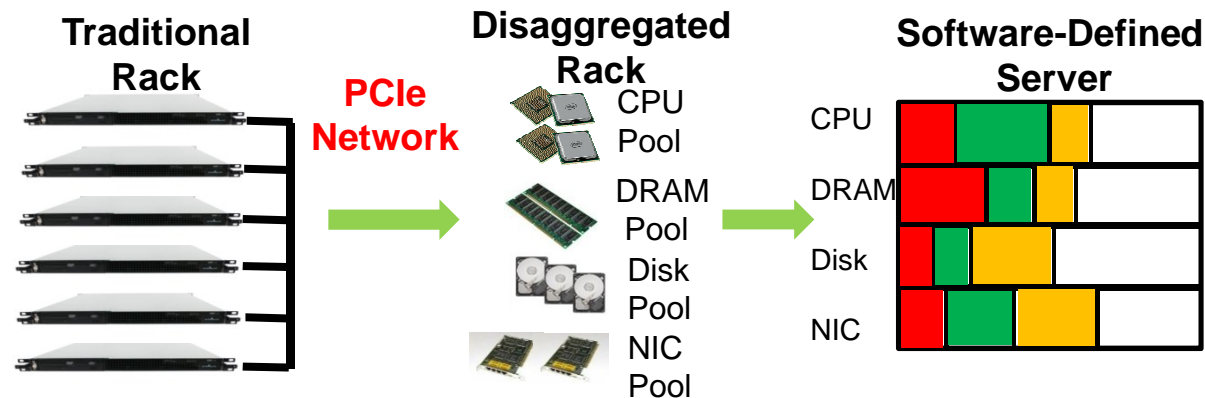 Traditional
Rack
PCIe
Network
Disaggregated
Rack
CPU
Pool
DRAM
Pool
Disk
Pool
NIC
Pool
Software-Defined
Server
CPU
DRAM
Disk
NIC